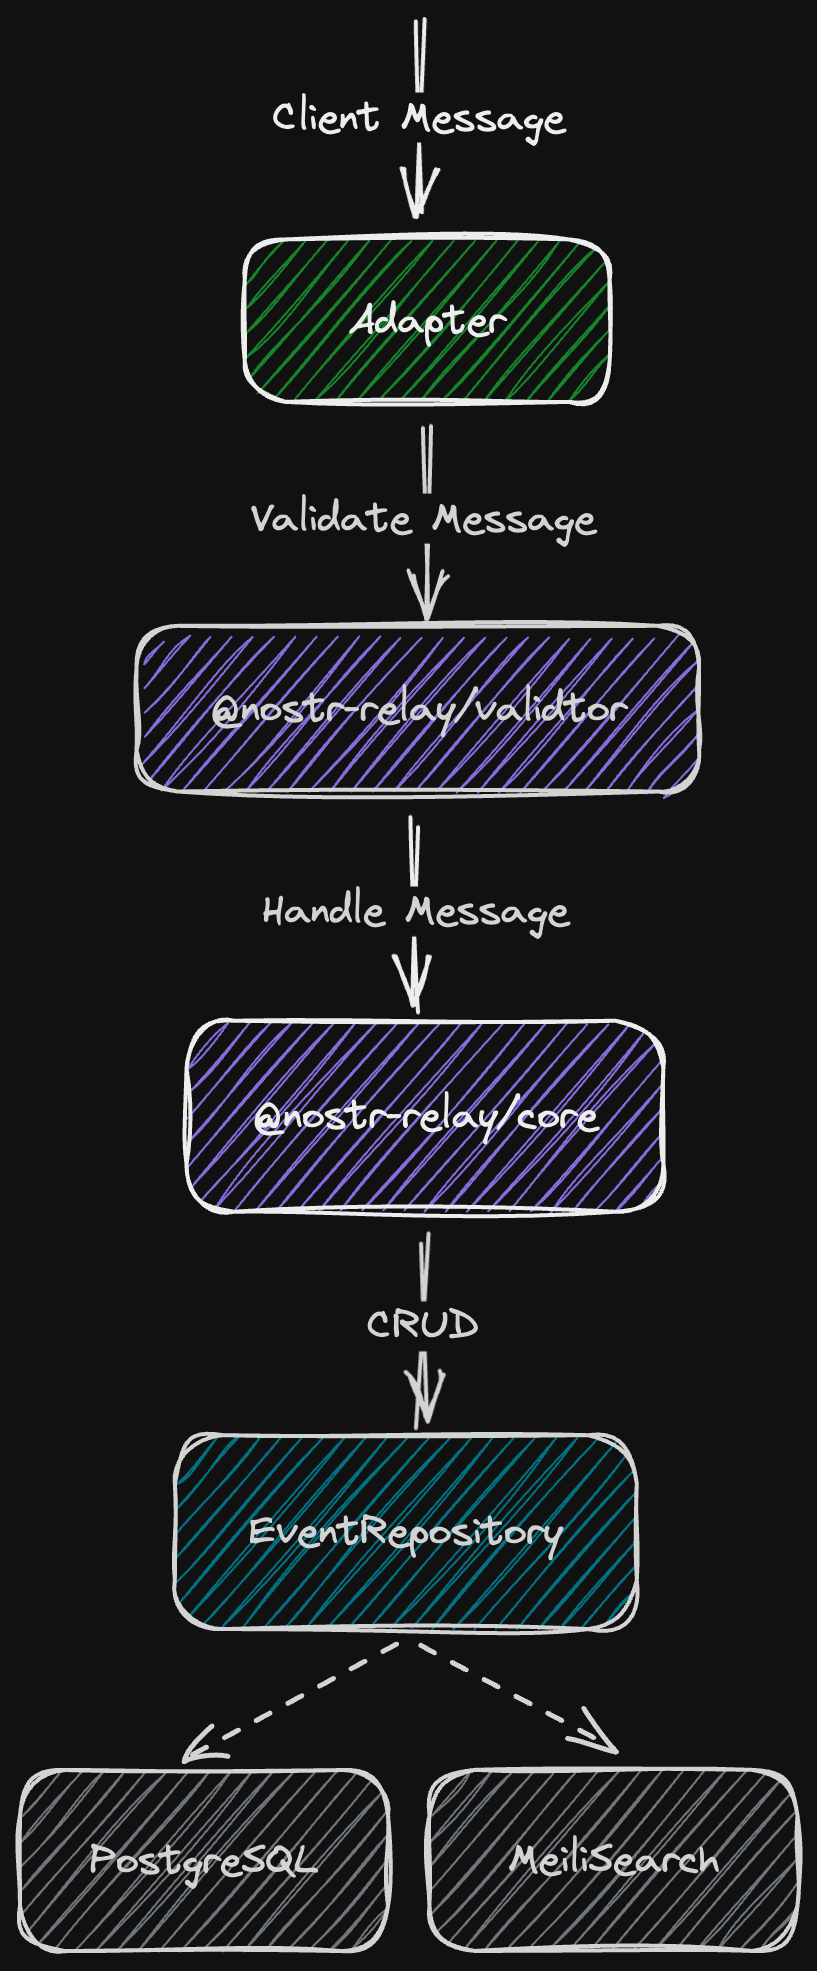 Client Message
Adapter
Validate Message
@nostr-relay/validtor
Handle Message
@nostr-relay/core
CRUD
EventRepository
PostgreSQL
MeiliSearch